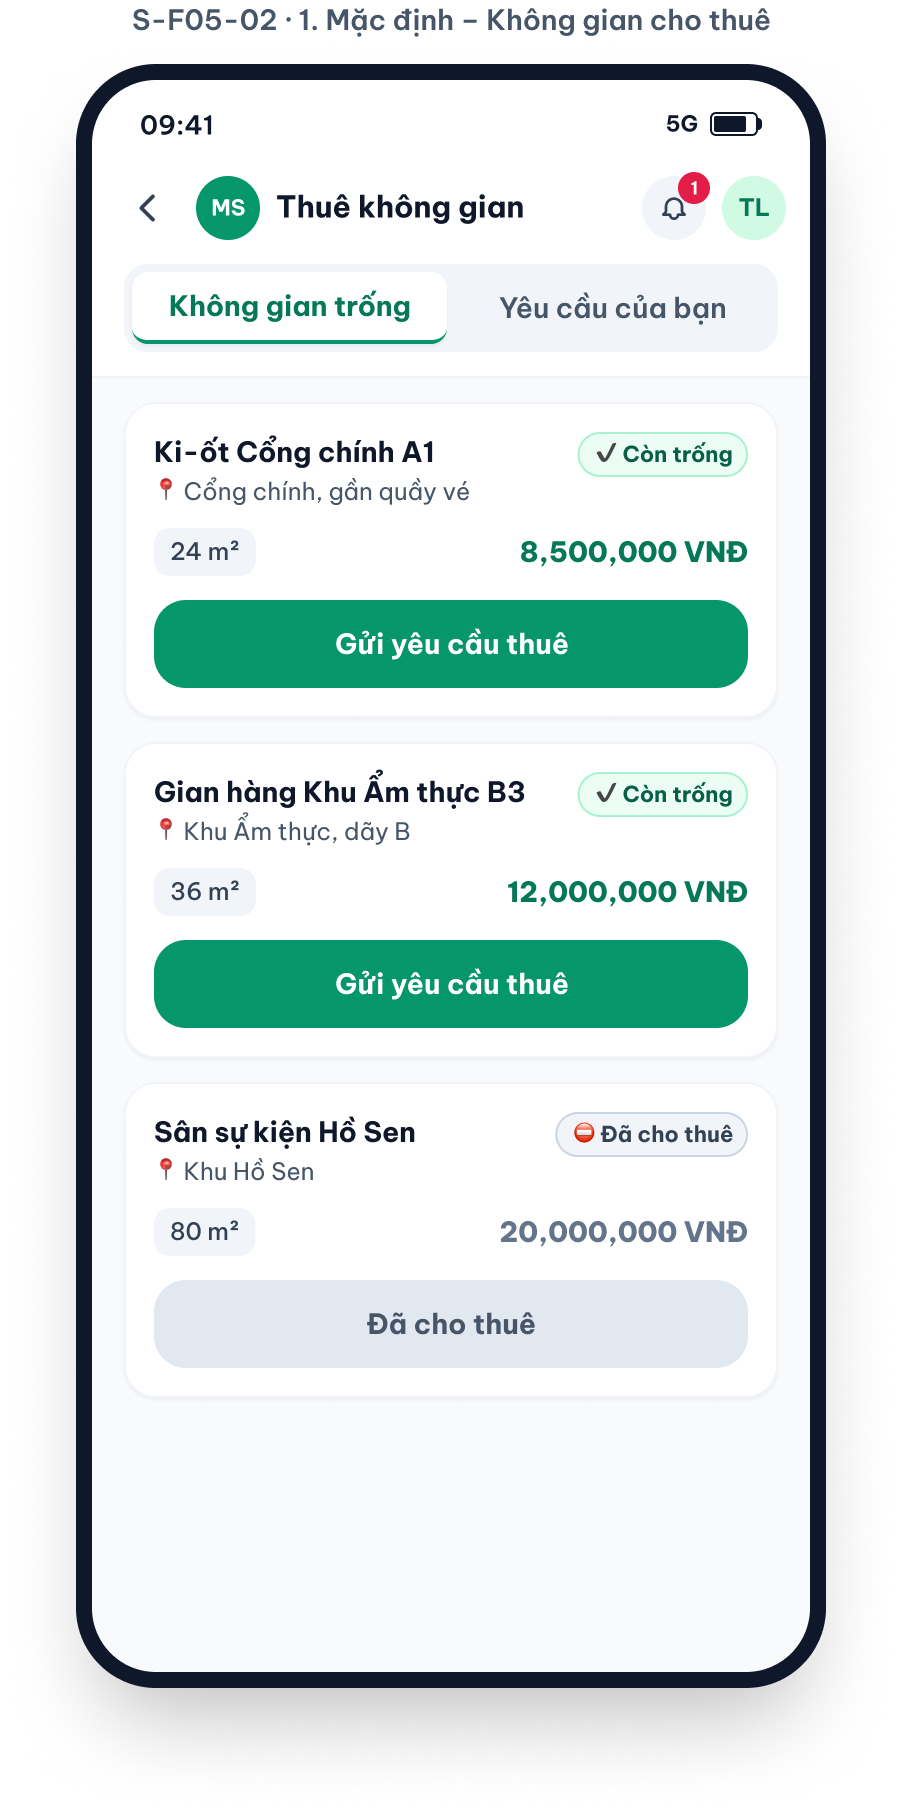 S-F05-02 · 1. Mặc định – Không gian cho thuê
09:41
5G
MS
Thuê không gian
1
TL
Không gian trống
Yêu cầu của bạn
Ki-ốt Cổng chính A1
✓ Còn trống
Cổng chính, gần quầy vé
24 m²
8,500,000 VNĐ
Gửi yêu cầu thuê
Gian hàng Khu Ẩm thực B3
✓ Còn trống
Khu Ẩm thực, dãy B
36 m²
12,000,000 VNĐ
Gửi yêu cầu thuê
Sân sự kiện Hồ Sen
Đã cho thuê
Khu Hồ Sen
80 m²
20,000,000 VNĐ
Đã cho thuê